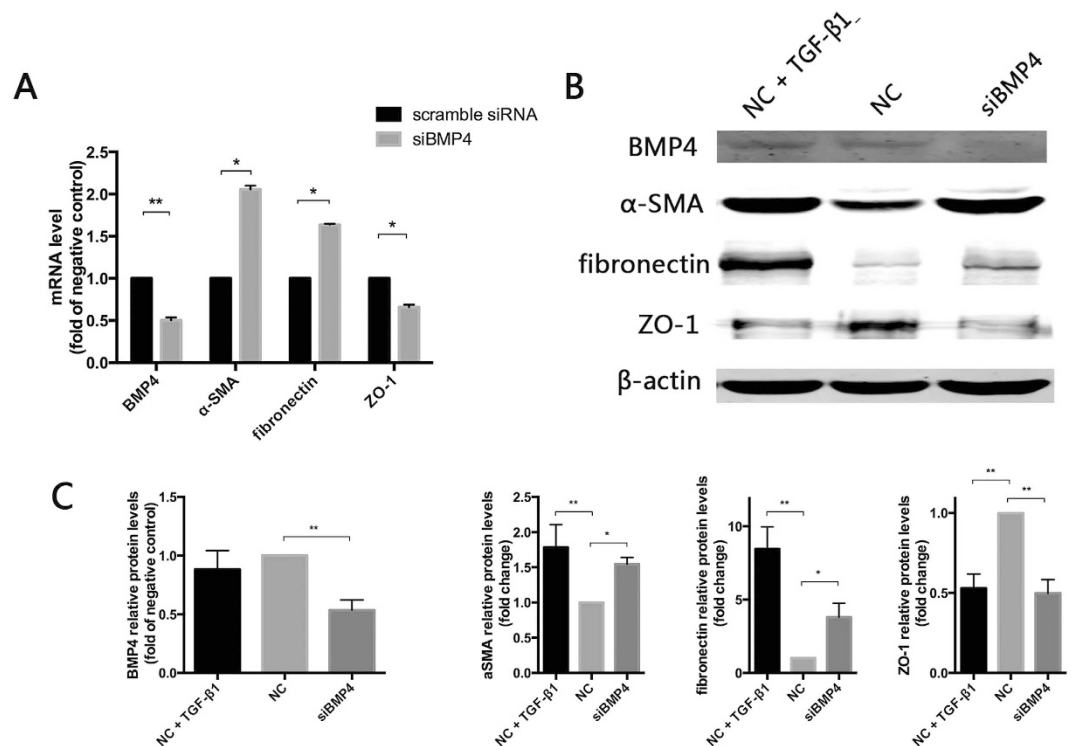 A
scramble siRNA
siBMP4
mRNA level
(fold of negative control)
2.5
2.0
1.5
1.0
0.5
0.0
**
*
*
*
BMP4
α-SMA
fibronectin
ZO-1
B
NC + TGF-β1_
NC
siBMP4
BMP4
α-SMA
fibronectin
ZO-1
β-actin
C
BMP4 relative protein levels
(fold of negative control)
1.5
1.0
0.5
0.0
**
NC + TGF-β1
NC
siBMP4
aSMA relative protein levels
(fold change)
2.5
2.0
1.5
1.0
0.5
0.0
**
*
NC + TGF-β1
NC
siBMP4
fibronectin relative protein levels
(fold change)
10
5
0
**
*
NC + TGF-β1
NC
siBMP4
ZO-1 relative protein levels
(fold change)
1.0
0.5
0.0
**
**
NC + TGF-β1
NC
siBMP4